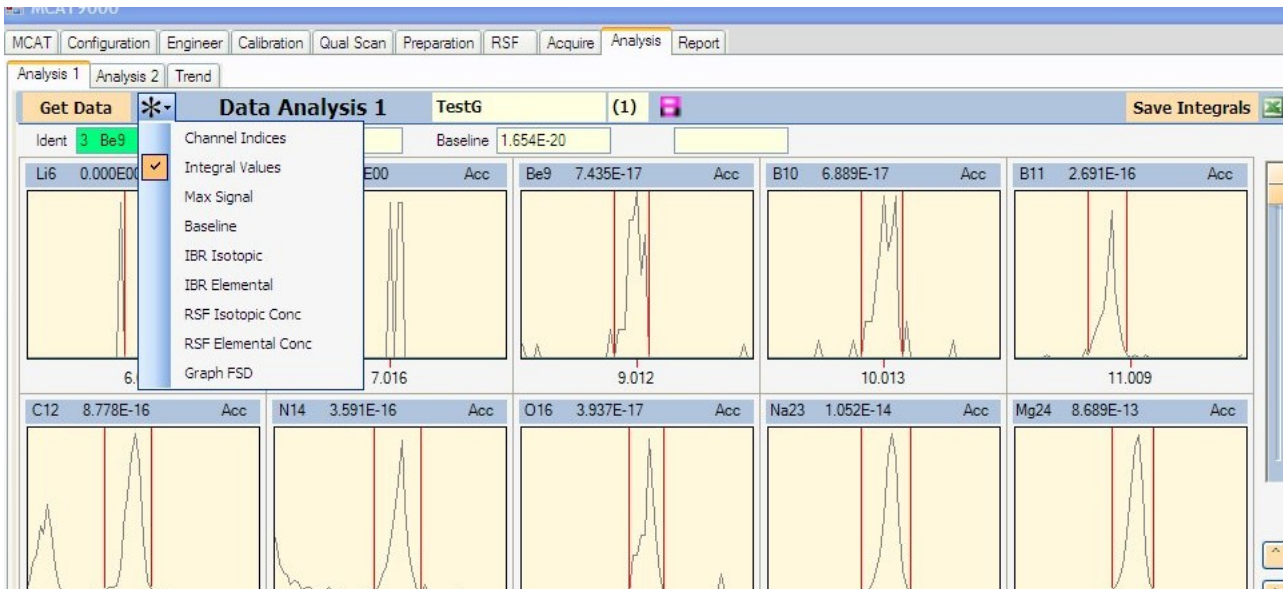 MCAT9000
MCAT Configuration Engineer Calibration Qual Scan Preparation RSF Acquire Analysis Report
Analysis 1 Analysis 2 Trend
Get Data Data Analysis 1 TestG (1) Save Integrals
Ident 3 Be9 Baseline 1.654E-20
Channel Indices
Integral Values
Max Signal
Baseline
IBR Isotopic
IBR Elemental
RSF Isotopic Conc
RSF Elemental Conc
Graph FSD
Li6 0.000E00 E00 Acc Be9 7.435E-17 Acc B10 6.889E-17 Acc B11 2.691E-16 Acc
6. 7.016 9.012 10.013 11.009
C12 8.778E-16 Acc N14 3.591E-16 Acc O16 3.937E-17 Acc Na23 1.052E-14 Acc Mg24 8.689E-13 Acc